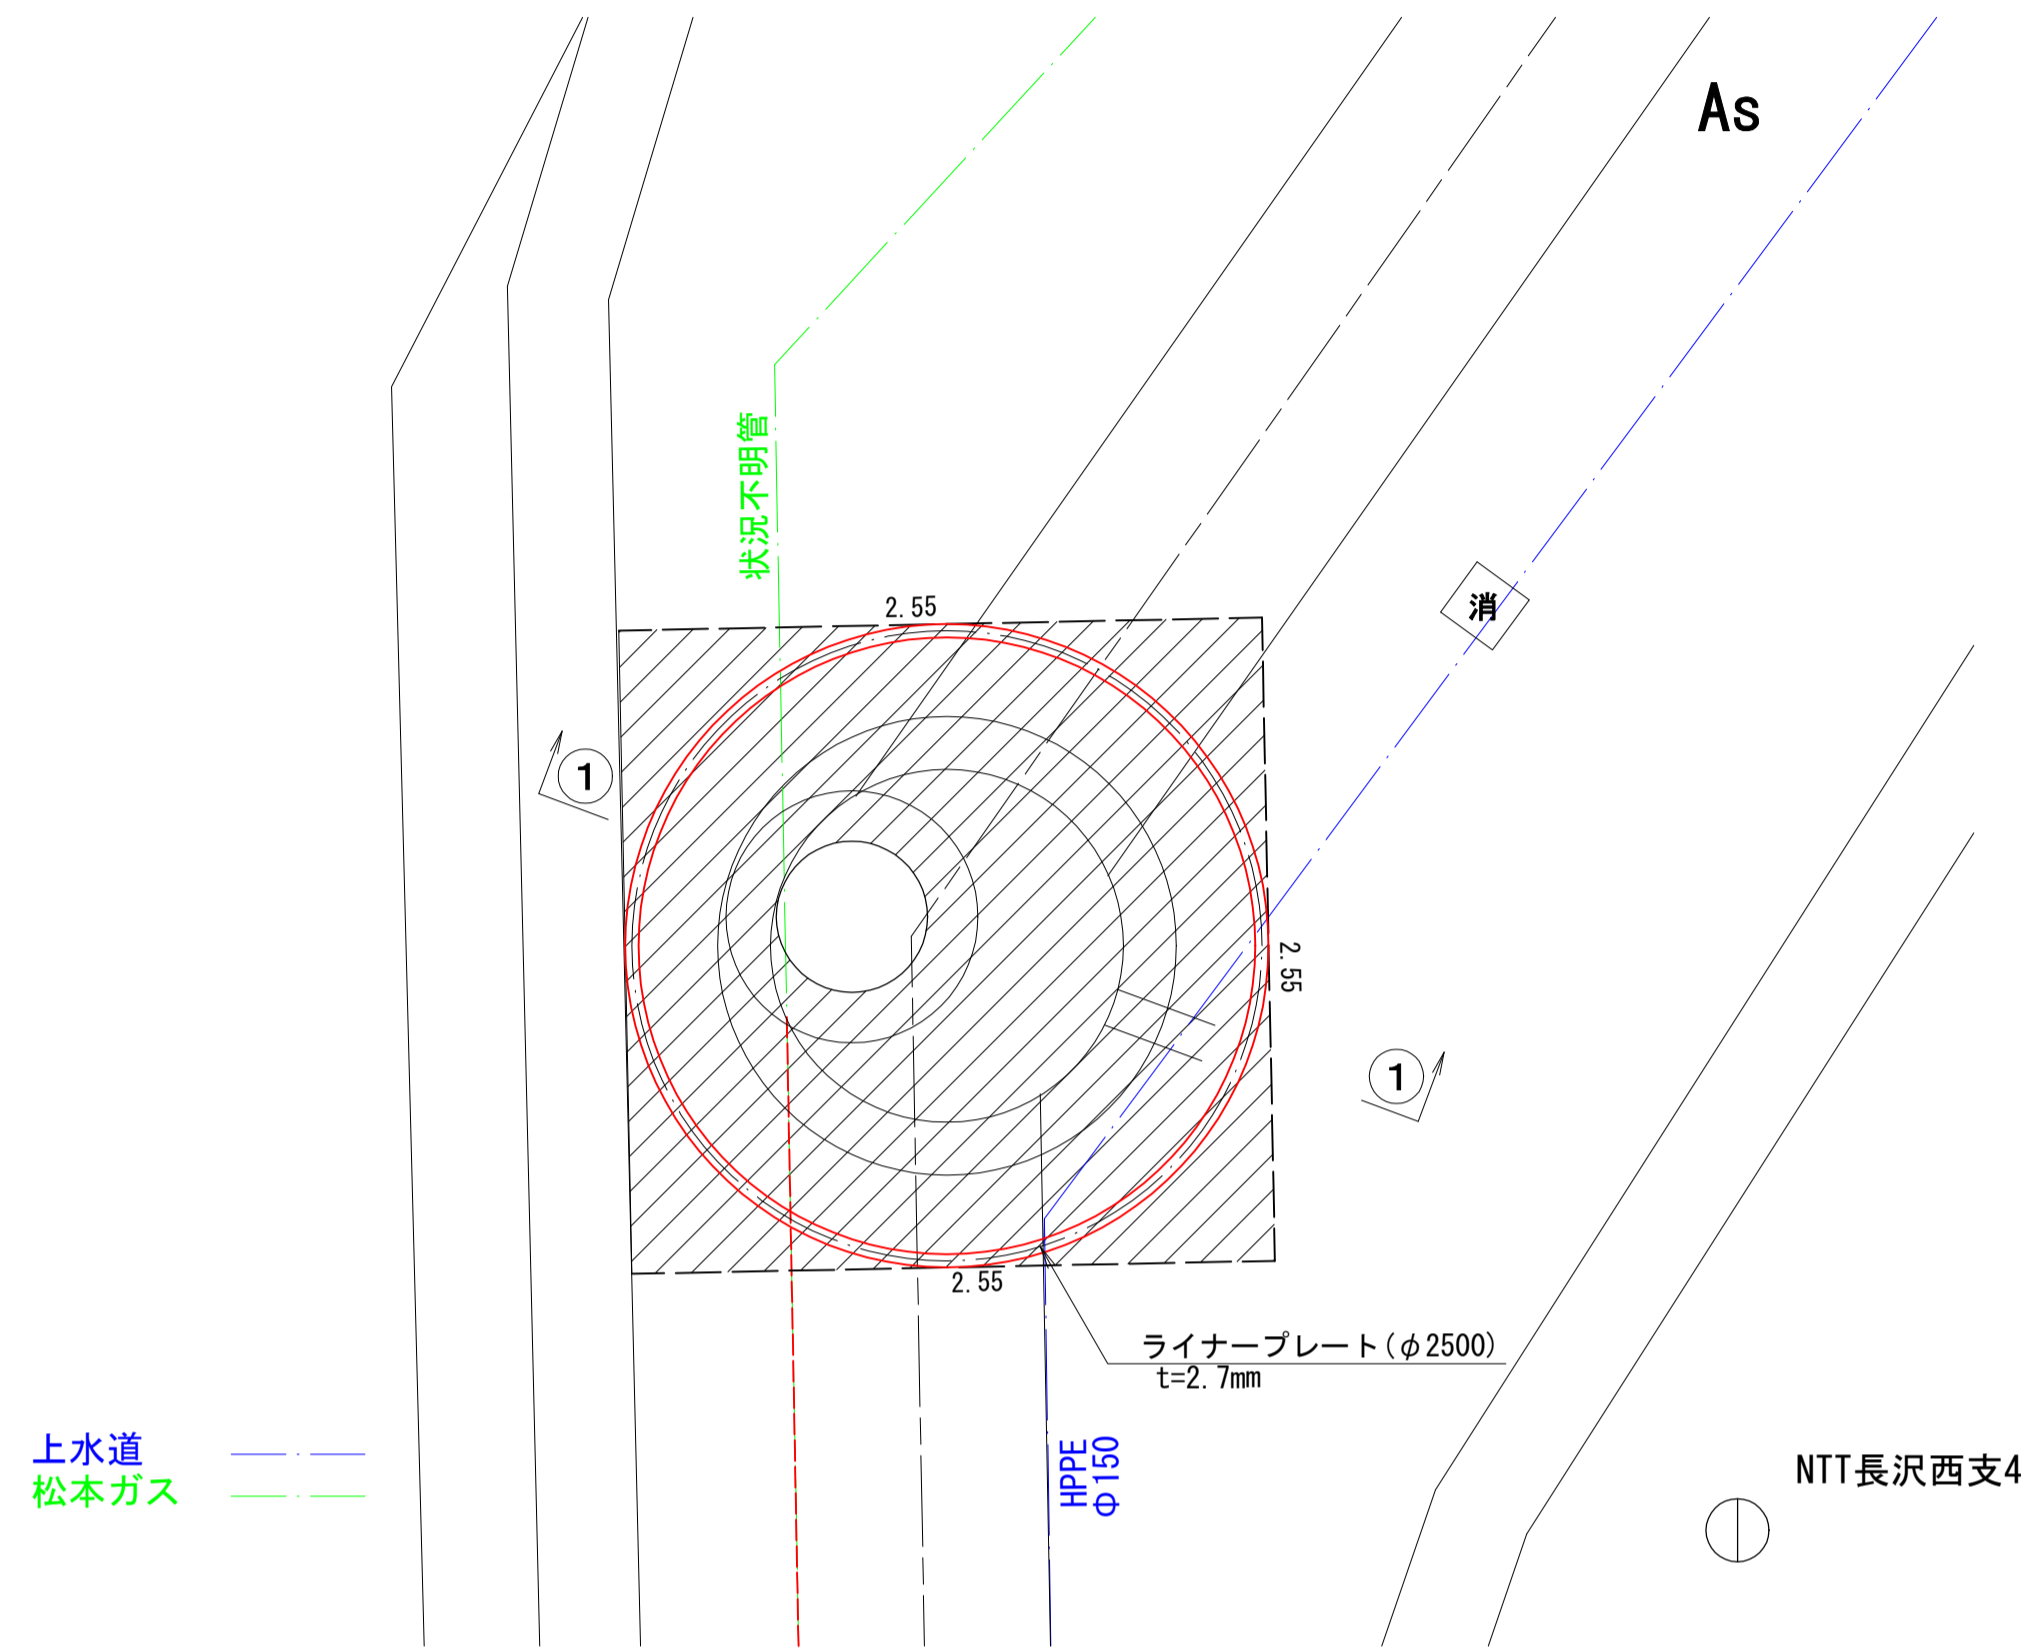 As
状況不明管
消
2.55
1
2.55
1
2.55
ライナープレート(φ2500)
t=2.7mm
上水道
松本ガス
HPPE
Φ150
NTT長沢西支4